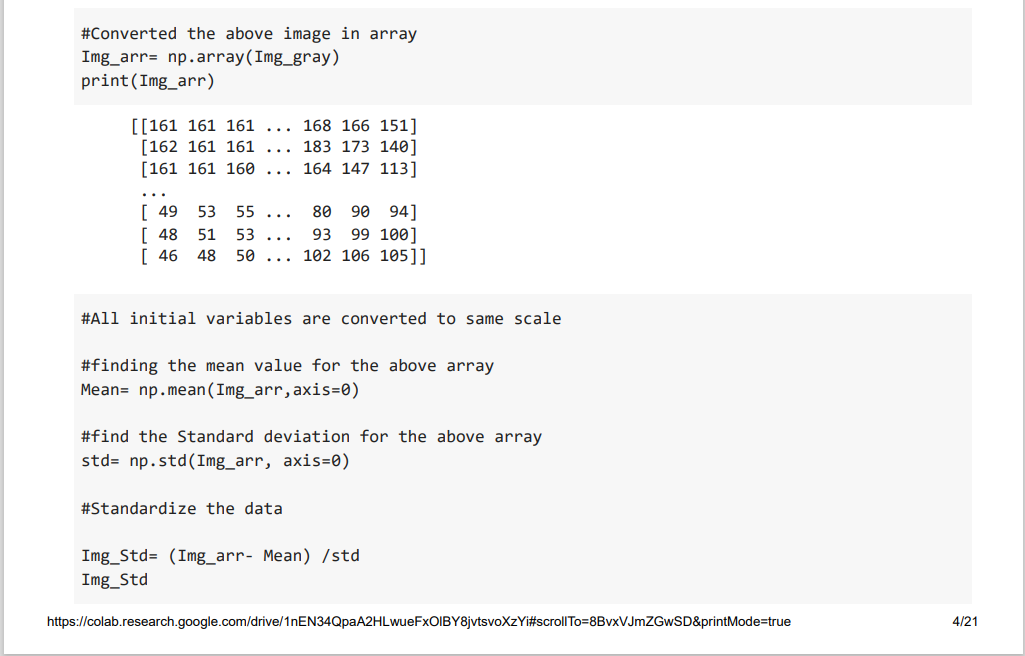 #Converted the above image in array
Img_arr= np.array(Img_gray)
print(Img_arr)
[[161 161 161 ... 168 166 151]
[162 161 161 ... 183 173 140]
[161 161 160 ... 164 147 113]
...
[ 49 53 55 ... 80 90 94]
[ 48 51 53 ... 93 99 100]
[ 46 48 50 ... 102 106 105]]
#All initial variables are converted to same scale
#finding the mean value for the above array
Mean= np.mean(Img_arr,axis=0)
#find the Standard deviation for the above array
std= np.std(Img_arr, axis=0)
#Standardize the data
Img_Std= (Img_arr- Mean) /std
Img_Std
https://colab.research.google.com/drive/1nEN34QpaA2HLwueFxOlBY8jvtsvoXzYi#scrollTo=8BvxVJmZGwSD&printMode=true 4/21